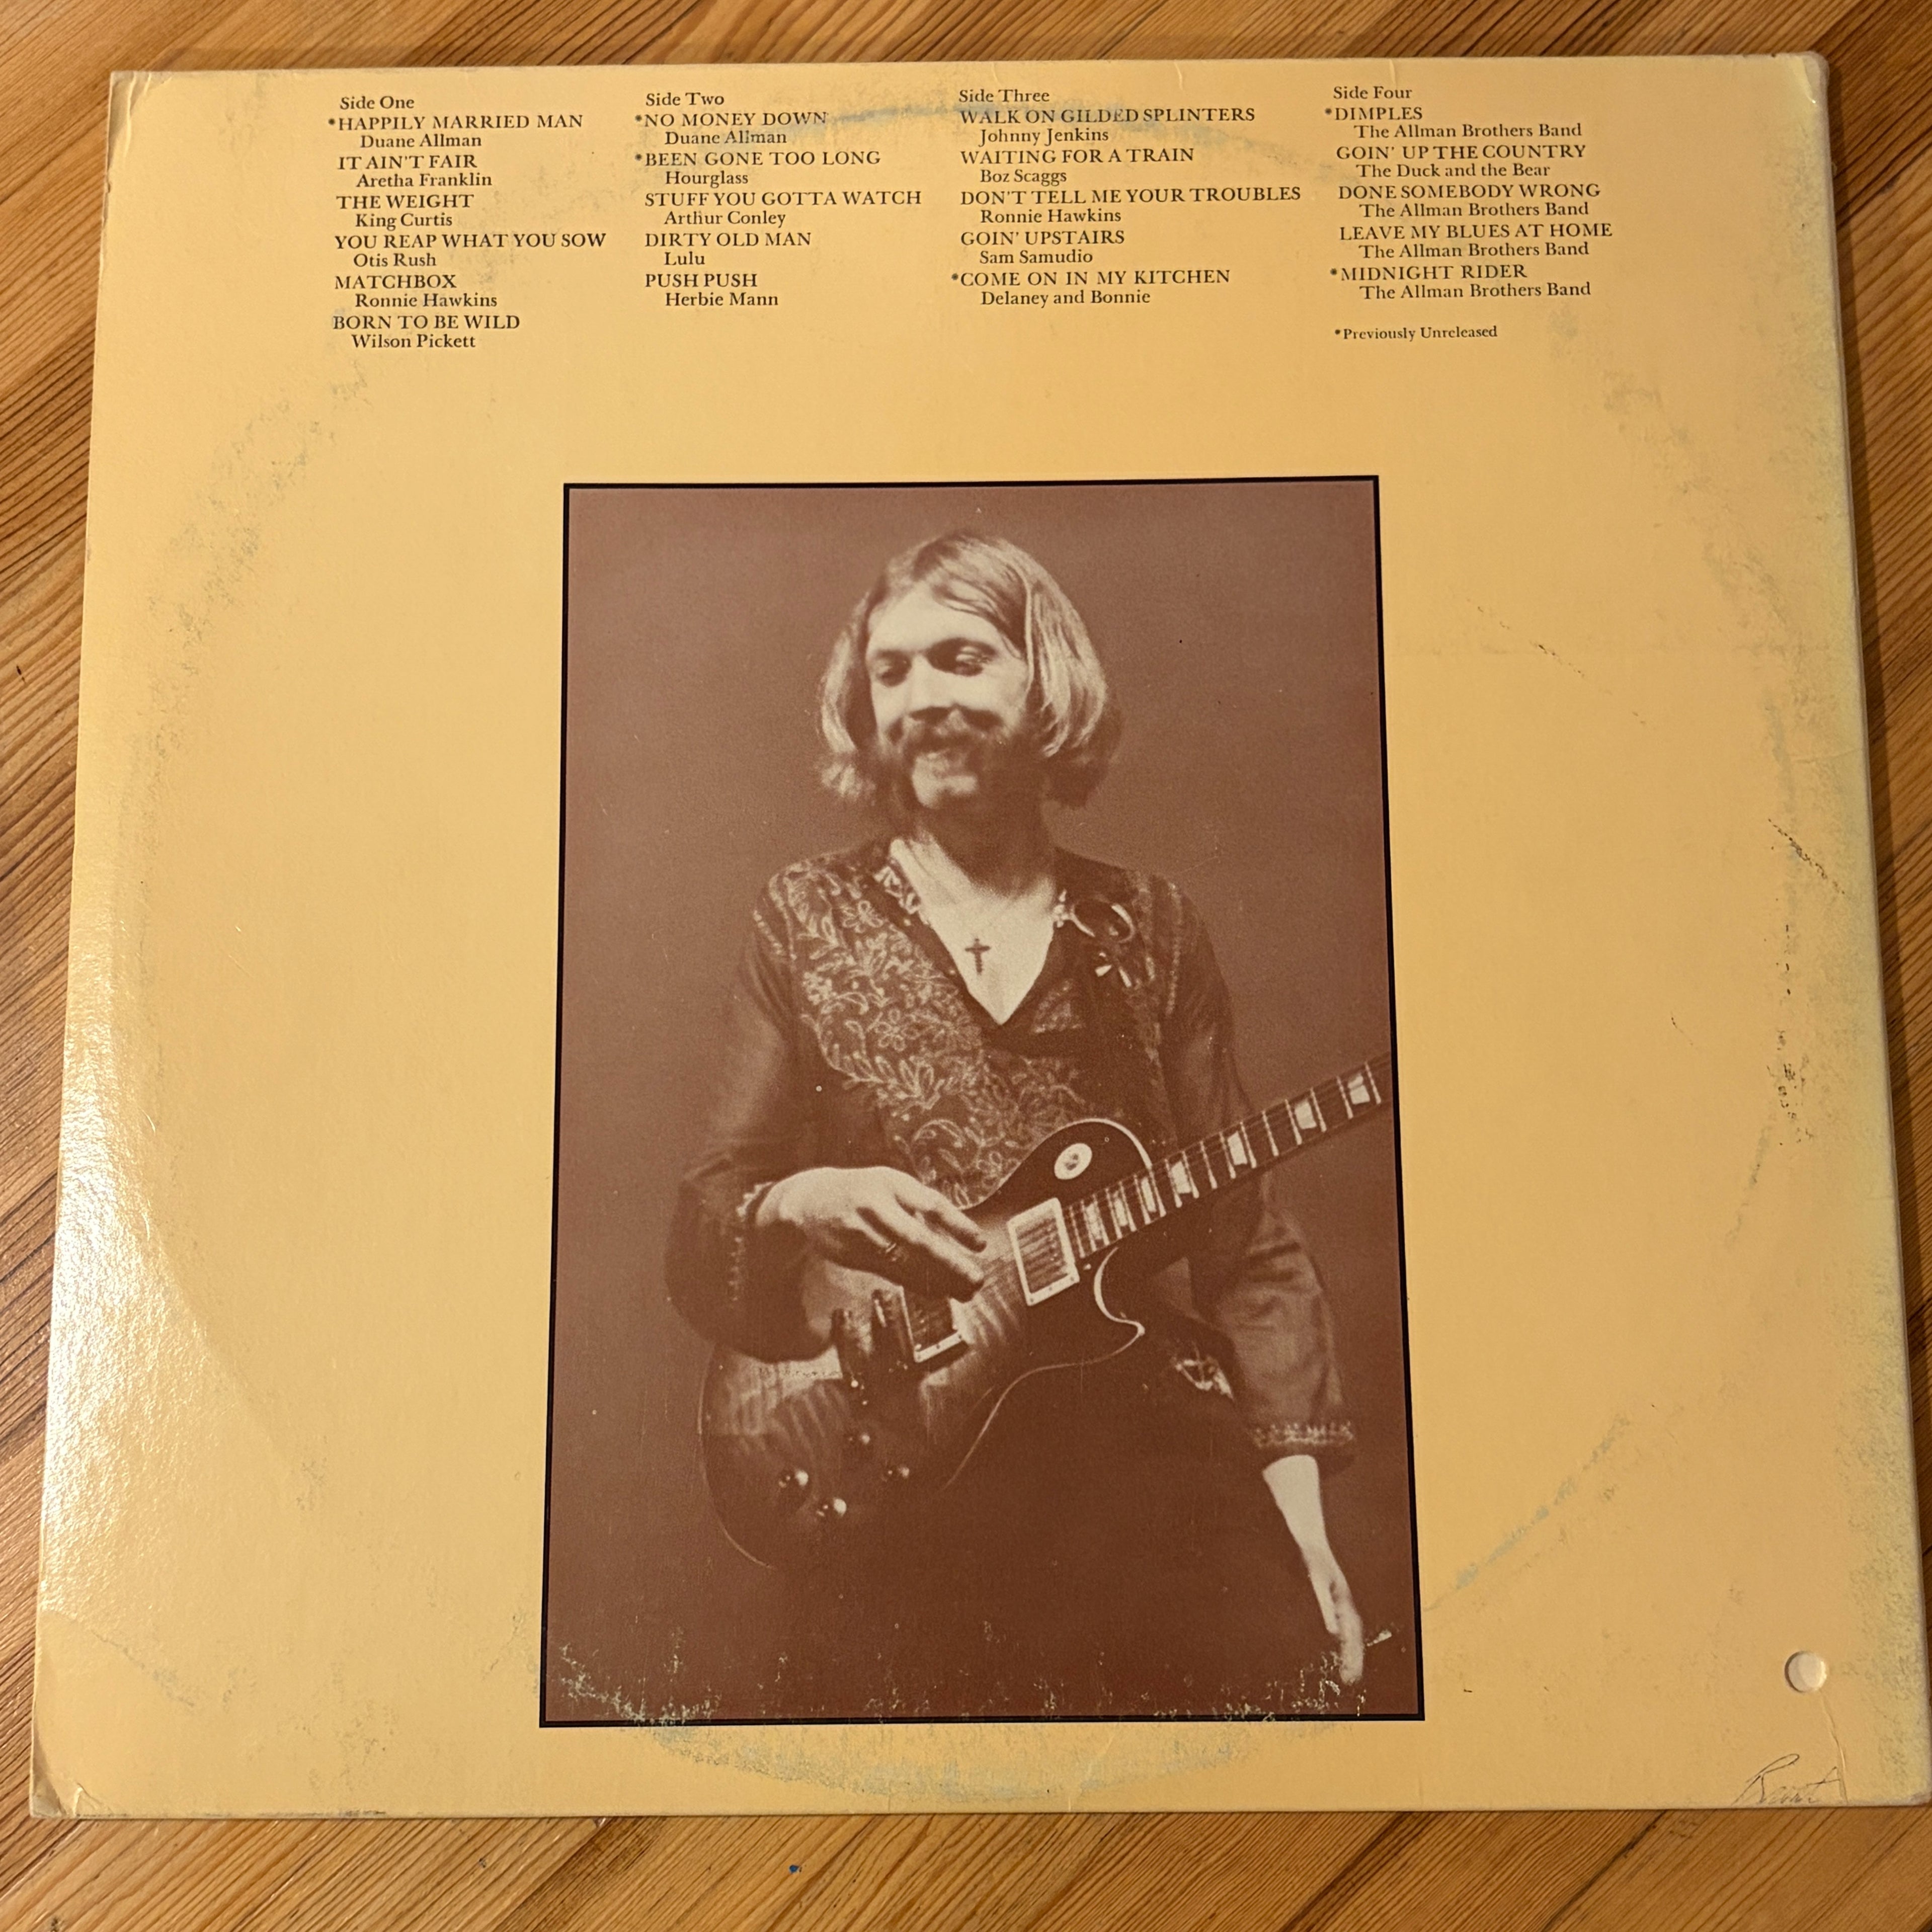 Side One
*HAPPILY MARRIED MAN
Duane Allman
IT AIN'T FAIR
Aretha Franklin
THE WEIGHT
King Curtis
YOU REAP WHAT YOU SOW
Otis Rush
MATCHBOX
Ronnie Hawkins
BORN TO BE WILD
Wilson Pickett
Side Two
*NO MONEY DOWN
Duane Allman
*BEEN GONE TOO LONG
Hourglass
STUFF YOU GOTTA WATCH
Arthur Conley
DIRTY OLD MAN
Lulu
PUSH PUSH
Herbie Mann
Side Three
WALK ON GILDED SPLINTERS
Johnny Jenkins
WAITING FOR A TRAIN
Boz Scaggs
DON'T TELL ME YOUR TROUBLES
Ronnie Hawkins
GOIN' UPSTAIRS
Sam Samudio
*COME ON IN MY KITCHEN
Delaney and Bonnie
Side Four
*DIMPLES
The Allman Brothers Band
GOIN' UP THE COUNTRY
The Duck and the Bear
DONE SOMEBODY WRONG
The Allman Brothers Band
LEAVE MY BLUES AT HOME
The Allman Brothers Band
*MIDNIGHT RIDER
The Allman Brothers Band
*Previously Unreleased